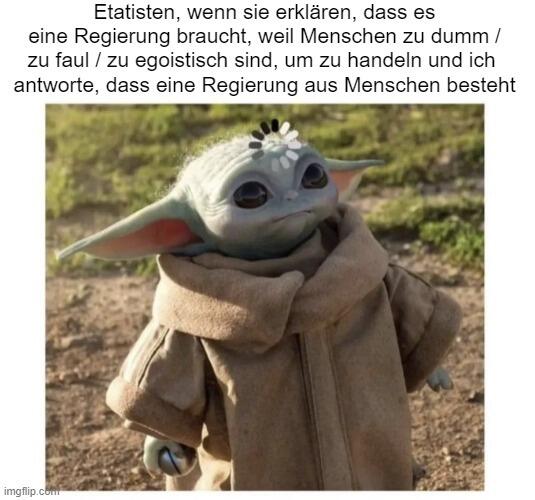 Etatisten, wenn sie erklären, dass es
eine Regierung braucht, weil Menschen zu dumm /
zu faul / zu egoistisch sind, um zu handeln und ich
antworte, dass eine Regierung aus Menschen besteht
imgflip.com